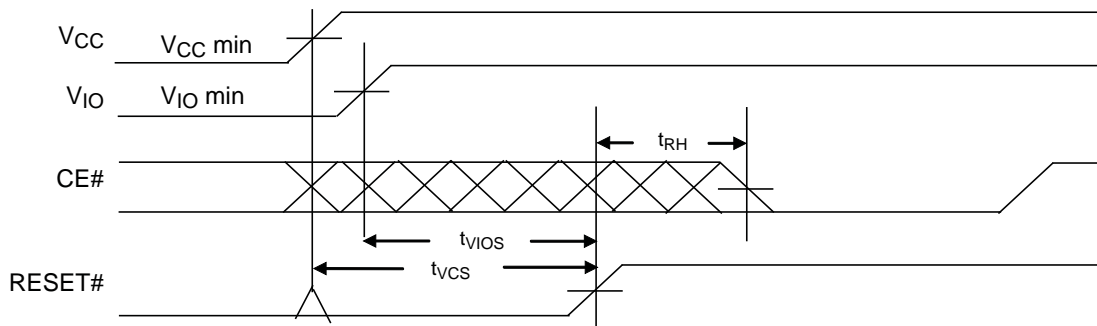 VCC VCC min
VIO VIO min
tRH
CE#
tVIOS
tVCS
RESET#